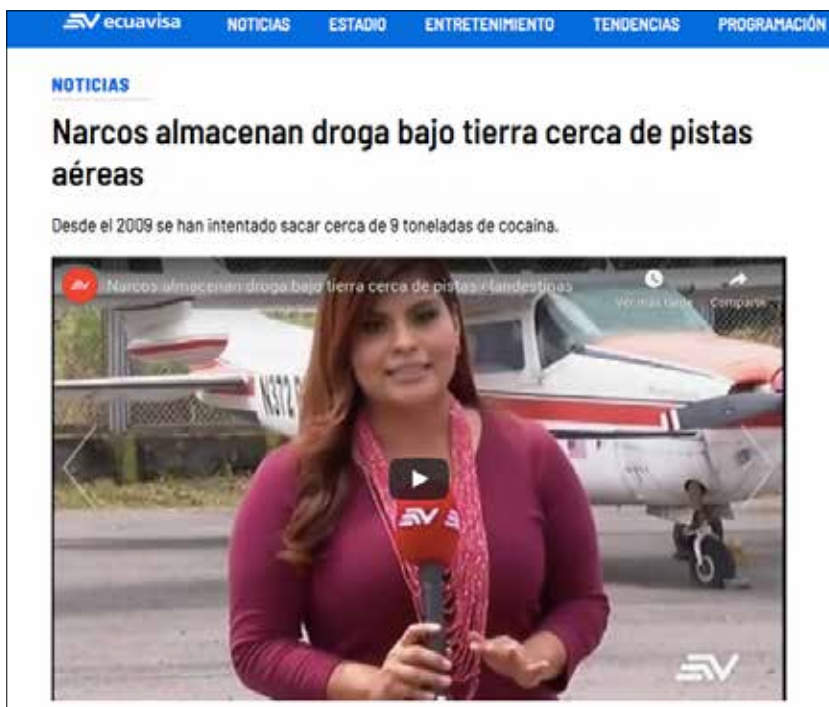 ecuavisa NOTICIAS ESTADIO ENTRETENIMIENTO TENDENCIAS PROGRAMACIÓN
NOTICIAS
Narcos almacenan droga bajo tierra cerca de pistas
aéreas
Desde el 2009 se han intentado sacar cerca de 9 toneladas de cocaína.
Narcos almacenan droga bajo tierra cerca de pistas clandestinas
Ver más tarde Compartir
N372